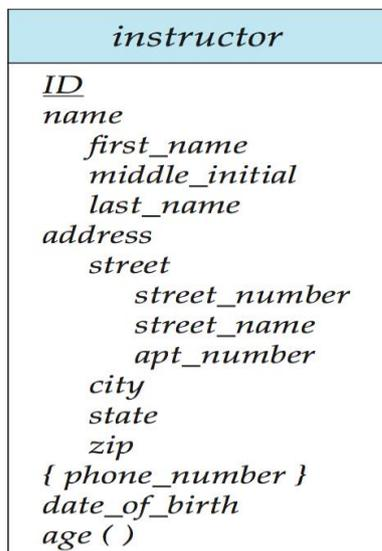 instructor
ID
name
first_name
middle_initial
last_name
address
street
street_number
street_name
apt_number
city
state
zip
{ phone_number }
date_of_birth
age ( )